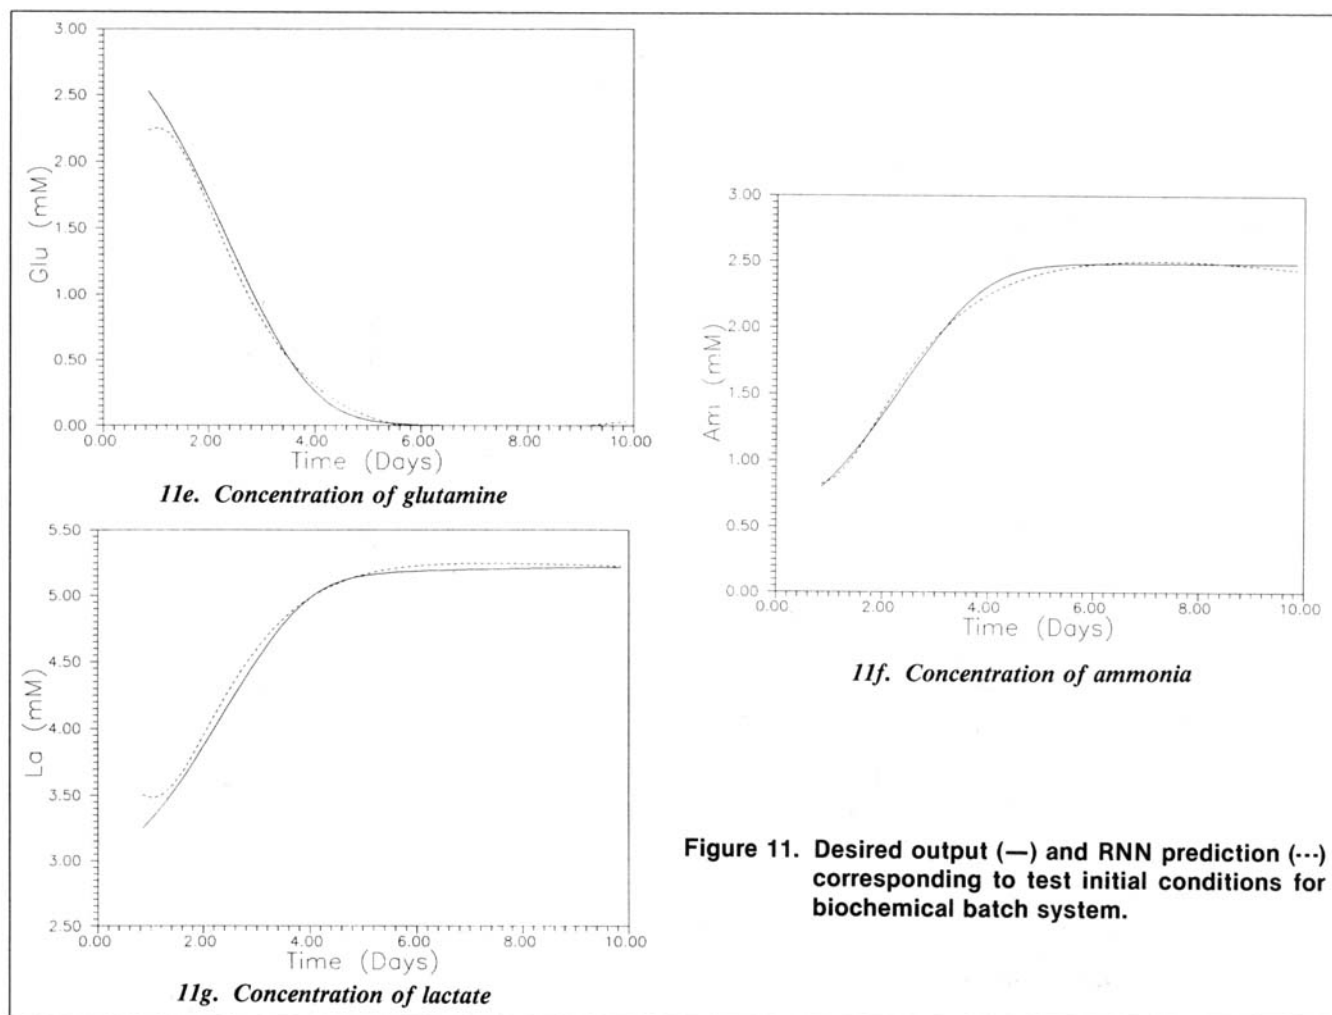 3.00
2.50
2.00
1.50
1.00
0.50
0.00
Glu (mM)
0.00 2.00 4.00 6.00 8.00 10.00
Time (Days)
11e. Concentration of glutamine
3.00
2.50
2.00
1.50
1.00
0.50
0.00
Am (mM)
0.00 2.00 4.00 6.00 8.00 10.00
Time (Days)
11f. Concentration of ammonia
5.50
5.00
4.50
4.00
3.50
3.00
2.50
La (mM)
0.00 2.00 4.00 6.00 8.00 10.00
Time (Days)
11g. Concentration of lactate
Figure 11. Desired output (—) and RNN prediction (···)
corresponding to test initial conditions for
biochemical batch system.